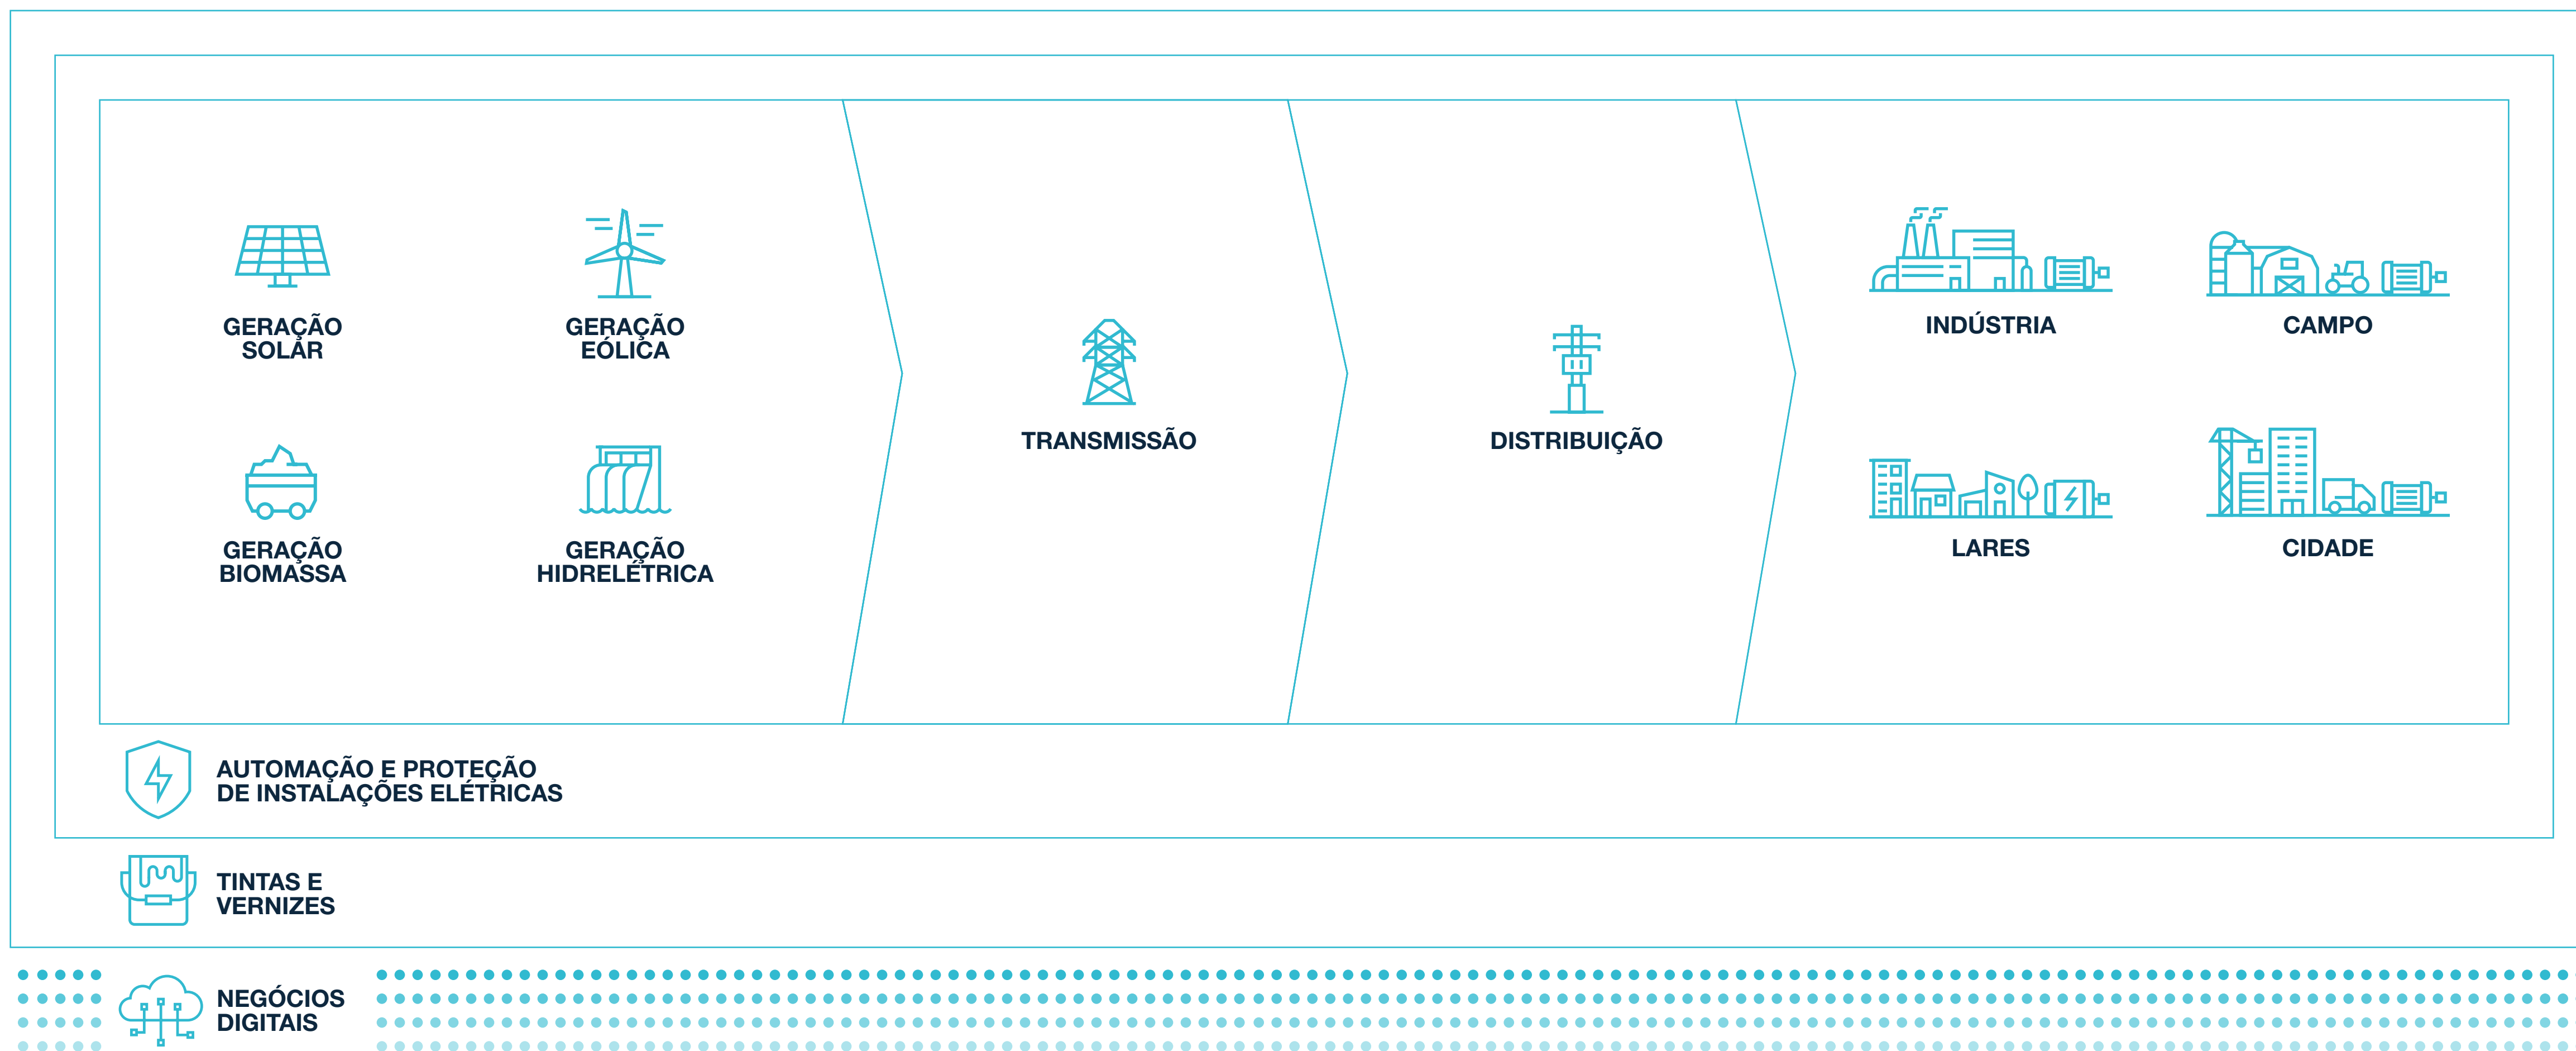 GERAÇÃO
SOLAR
GERAÇÃO
EÓLICA
GERAÇÃO
BIOMASSA
GERAÇÃO
HIDRELÉTRICA
TRANSMISSÃO
DISTRIBUIÇÃO
INDÚSTRIA
CAMPO
LARES
CIDADE
AUTOMAÇÃO E PROTEÇÃO
DE INSTALAÇÕES ELÉTRICAS
TINTAS E
VERNIZES
NEGÓCIOS
DIGITAIS